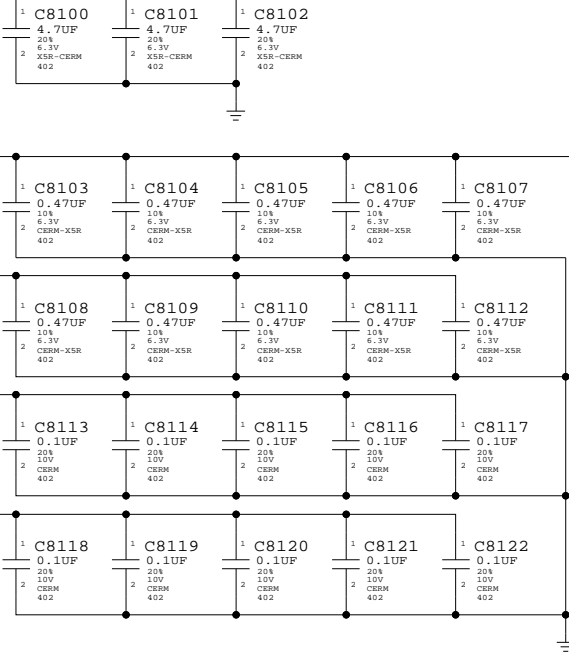 1 C8100
4.7UF
20%
6.3V
2 X5R-CERM
402
1 C8101
4.7UF
20%
6.3V
2 X5R-CERM
402
1 C8102
4.7UF
20%
6.3V
2 X5R-CERM
402
1 C8103
0.47UF
10%
6.3V
2 CERM-X5R
402
1 C8104
0.47UF
10%
6.3V
2 CERM-X5R
402
1 C8105
0.47UF
10%
6.3V
2 CERM-X5R
402
1 C8106
0.47UF
10%
6.3V
2 CERM-X5R
402
1 C8107
0.47UF
10%
6.3V
2 CERM-X5R
402
1 C8108
0.47UF
10%
6.3V
2 CERM-X5R
402
1 C8109
0.47UF
10%
6.3V
2 CERM-X5R
402
1 C8110
0.47UF
10%
6.3V
2 CERM-X5R
402
1 C8111
0.47UF
10%
6.3V
2 CERM-X5R
402
1 C8112
0.47UF
10%
6.3V
2 CERM-X5R
402
1 C8113
0.1UF
20%
10V
2 CERM
402
1 C8114
0.1UF
20%
10V
2 CERM
402
1 C8115
0.1UF
20%
10V
2 CERM
402
1 C8116
0.1UF
20%
10V
2 CERM
402
1 C8117
0.1UF
20%
10V
2 CERM
402
1 C8118
0.1UF
20%
10V
2 CERM
402
1 C8119
0.1UF
20%
10V
2 CERM
402
1 C8120
0.1UF
20%
10V
2 CERM
402
1 C8121
0.1UF
20%
10V
2 CERM
402
1 C8122
0.1UF
20%
10V
2 CERM
402